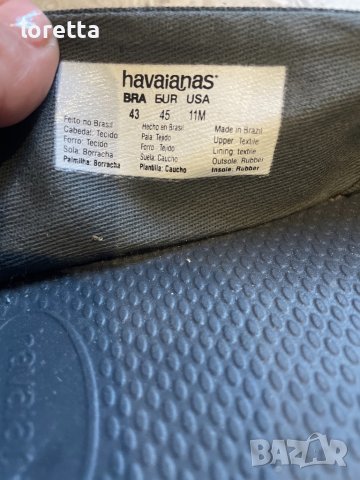 loretta
havaianas
BRA EUR USA
43 45 11M
Feito no Brasil
Cabedal: Tecido
Forro: Tecido
Sola: Borracha
Palmilha: Borracha
Hecho en Brasil
Pala: Tejido
Forro: Tejido
Suela: Caucho
Plantilla: Caucho
Made in Brazil
Upper: Textile
Lining: textile
Outsole: Rubber
Insole: Rubber
BAZAR